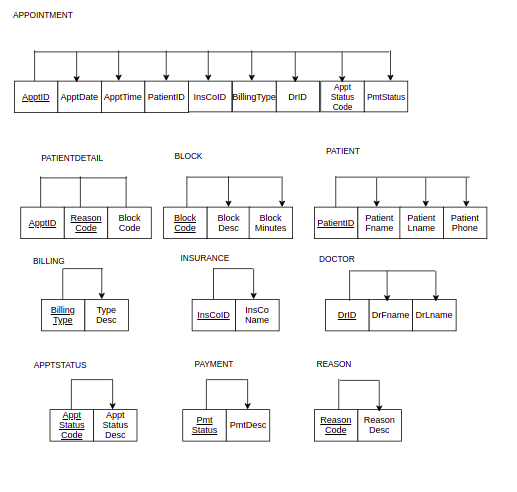 APPOINTMENT
ApptID ApptDate ApptTime PatientID InsCoID BillingType DrID Appt Status Code PmtStatus
PATIENTDETAIL
ApptID Reason Code Block Code
BLOCK
Block Code Block Desc Block Minutes
PATIENT
PatientID Patient Fname Patient Lname Patient Phone
BILLING
Billing Type Type Desc
INSURANCE
InsCoID InsCo Name
DOCTOR
DrID DrFname DrLname
APPTSTATUS
Appt Status Code Appt Status Desc
PAYMENT
Pmt Status PmtDesc
REASON
Reason Code Reason Desc